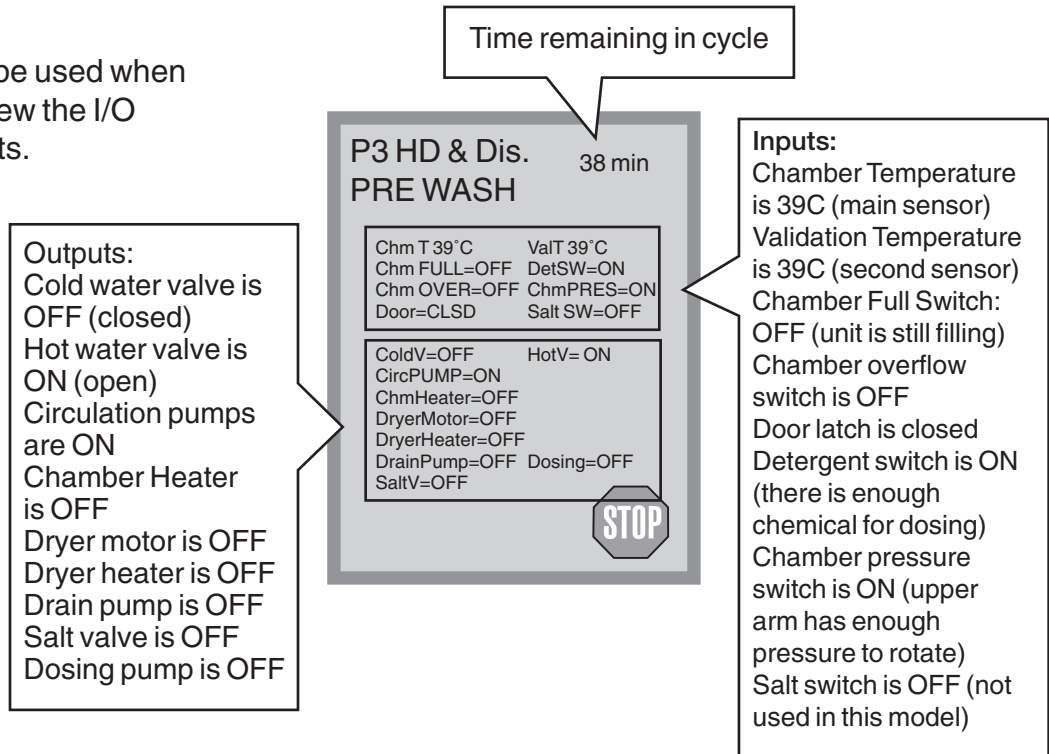 Time remaining in cycle
be used when
ew the I/O
ts.
P3 HD & Dis.
38 min
PRE WASH
Chm T 39˚C ValT 39˚C
Chm FULL=OFF DetSW=ON
Chm OVER=OFF ChmPRES=ON
Door=CLSD Salt SW=OFF
ColdV=OFF HotV= ON
CircPUMP=ON
ChmHeater=OFF
DryerMotor=OFF
DryerHeater=OFF
DrainPump=OFF Dosing=OFF
SaltV=OFF
STOP
Outputs:
Cold water valve is
OFF (closed)
Hot water valve is
ON (open)
Circulation pumps
are ON
Chamber Heater
is OFF
Dryer motor is OFF
Dryer heater is OFF
Drain pump is OFF
Salt valve is OFF
Dosing pump is OFF
Inputs:
Chamber Temperature
is 39C (main sensor)
Validation Temperature
is 39C (second sensor)
Chamber Full Switch:
OFF (unit is still filling)
Chamber overflow
switch is OFF
Door latch is closed
Detergent switch is ON
(there is enough
chemical for dosing)
Chamber pressure
switch is ON (upper
arm has enough
pressure to rotate)
Salt switch is OFF (not
used in this model)